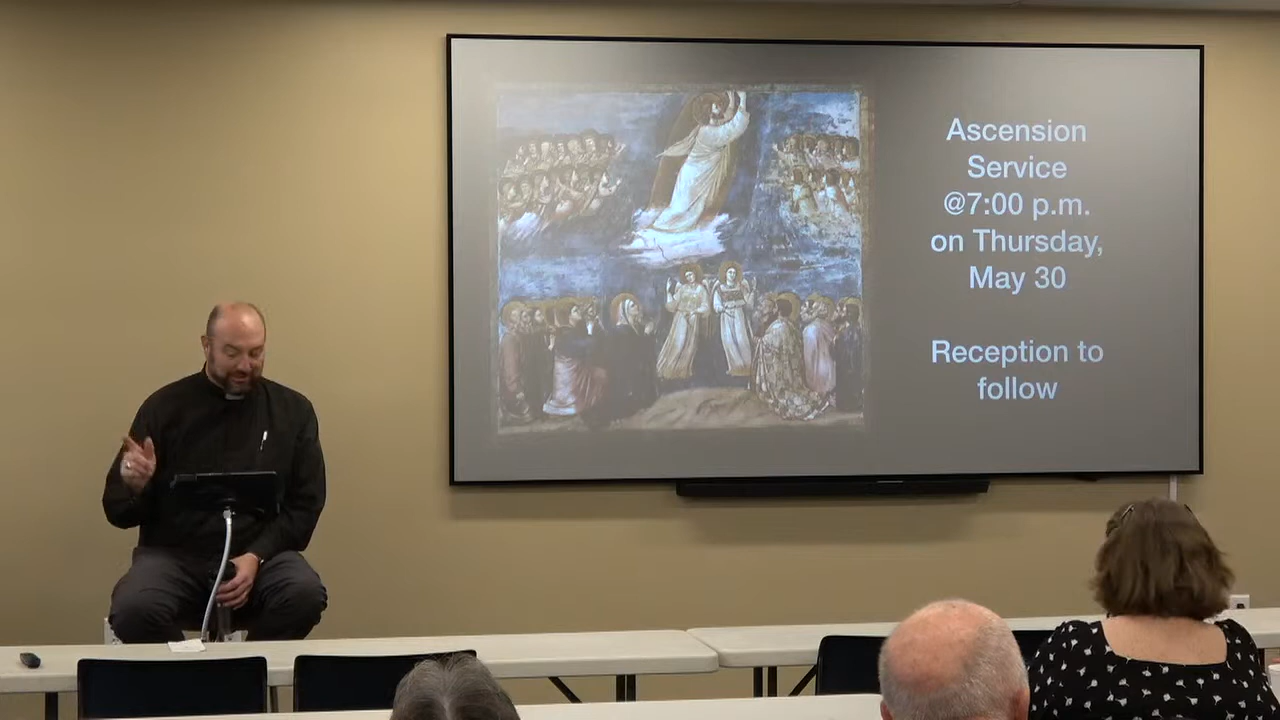 Ascension
Service
@7:00 p.m.
on Thursday,
May 30
Reception to
follow